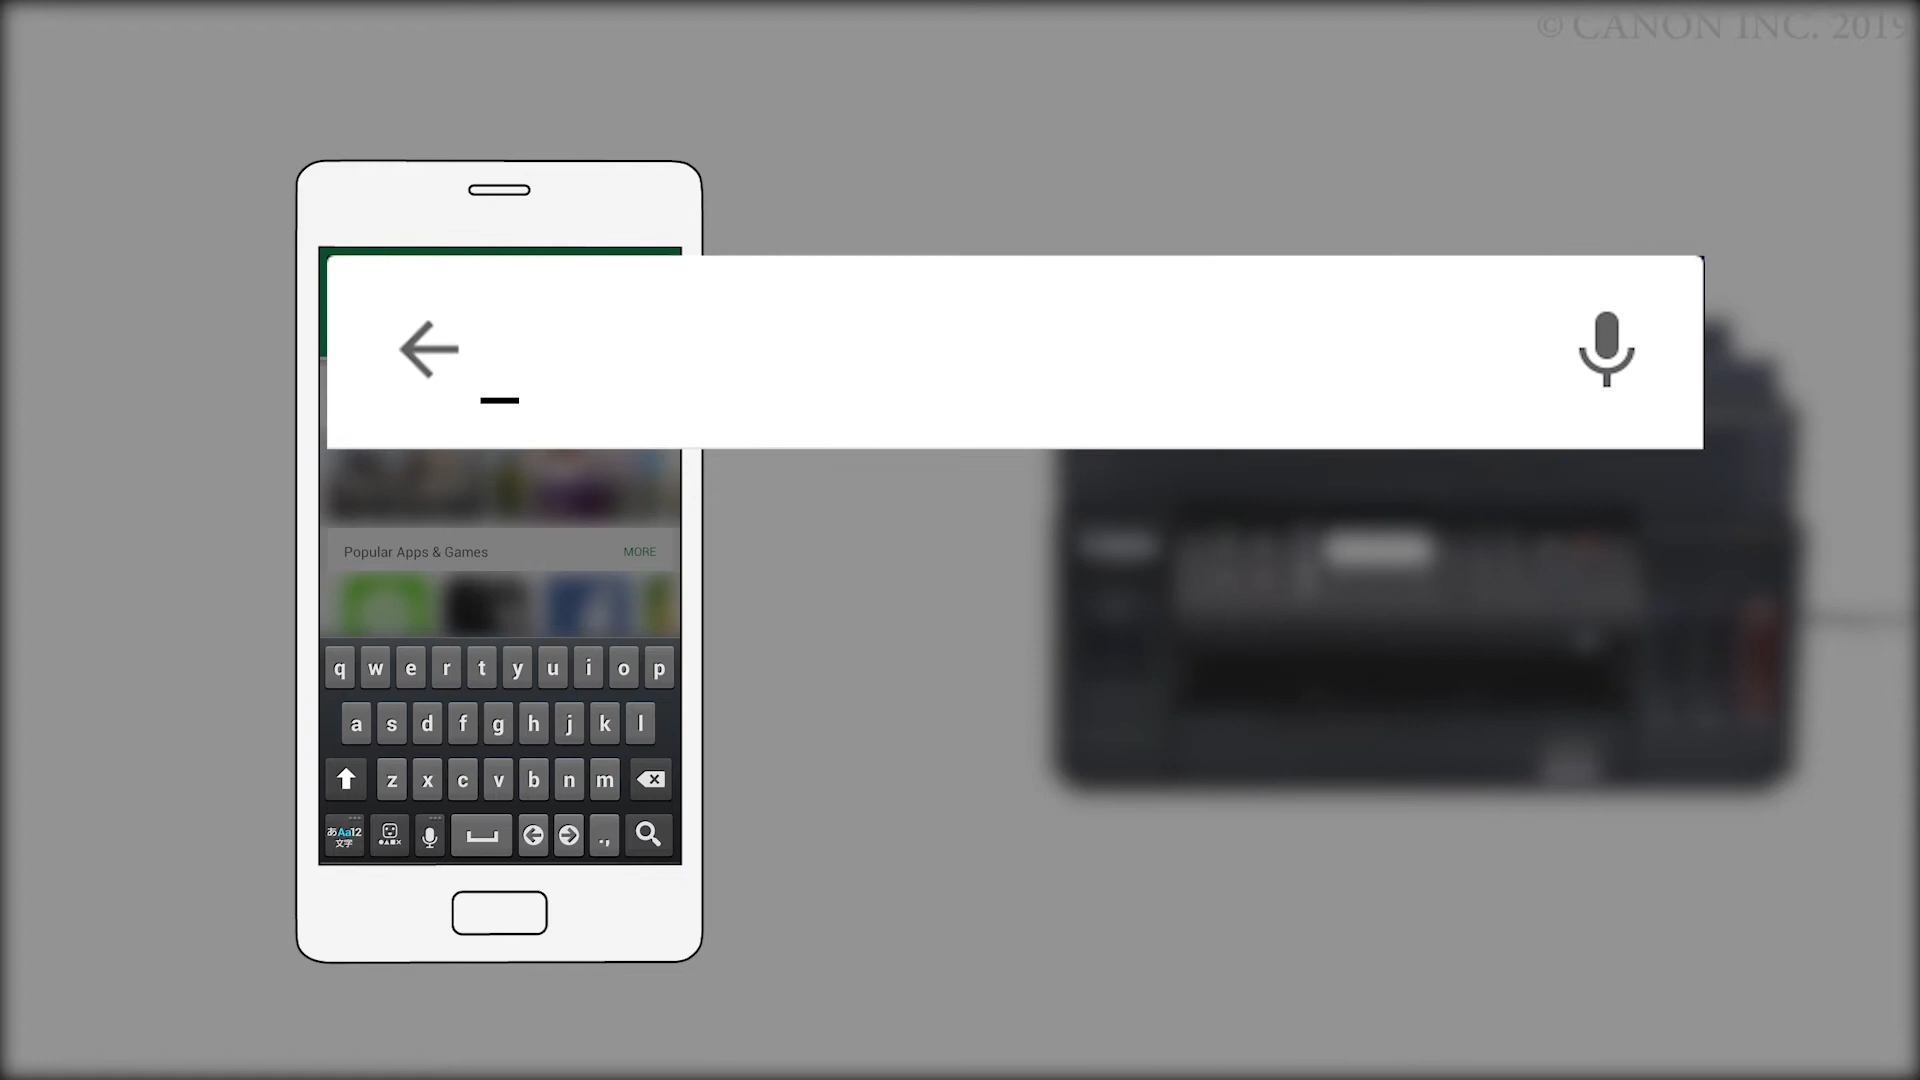 © CANON INC. 2019
Popular Apps & Games MORE
q w e r t y u i o p
a s d f g h j k l
z x c v b n m
あAa12 .,
文字